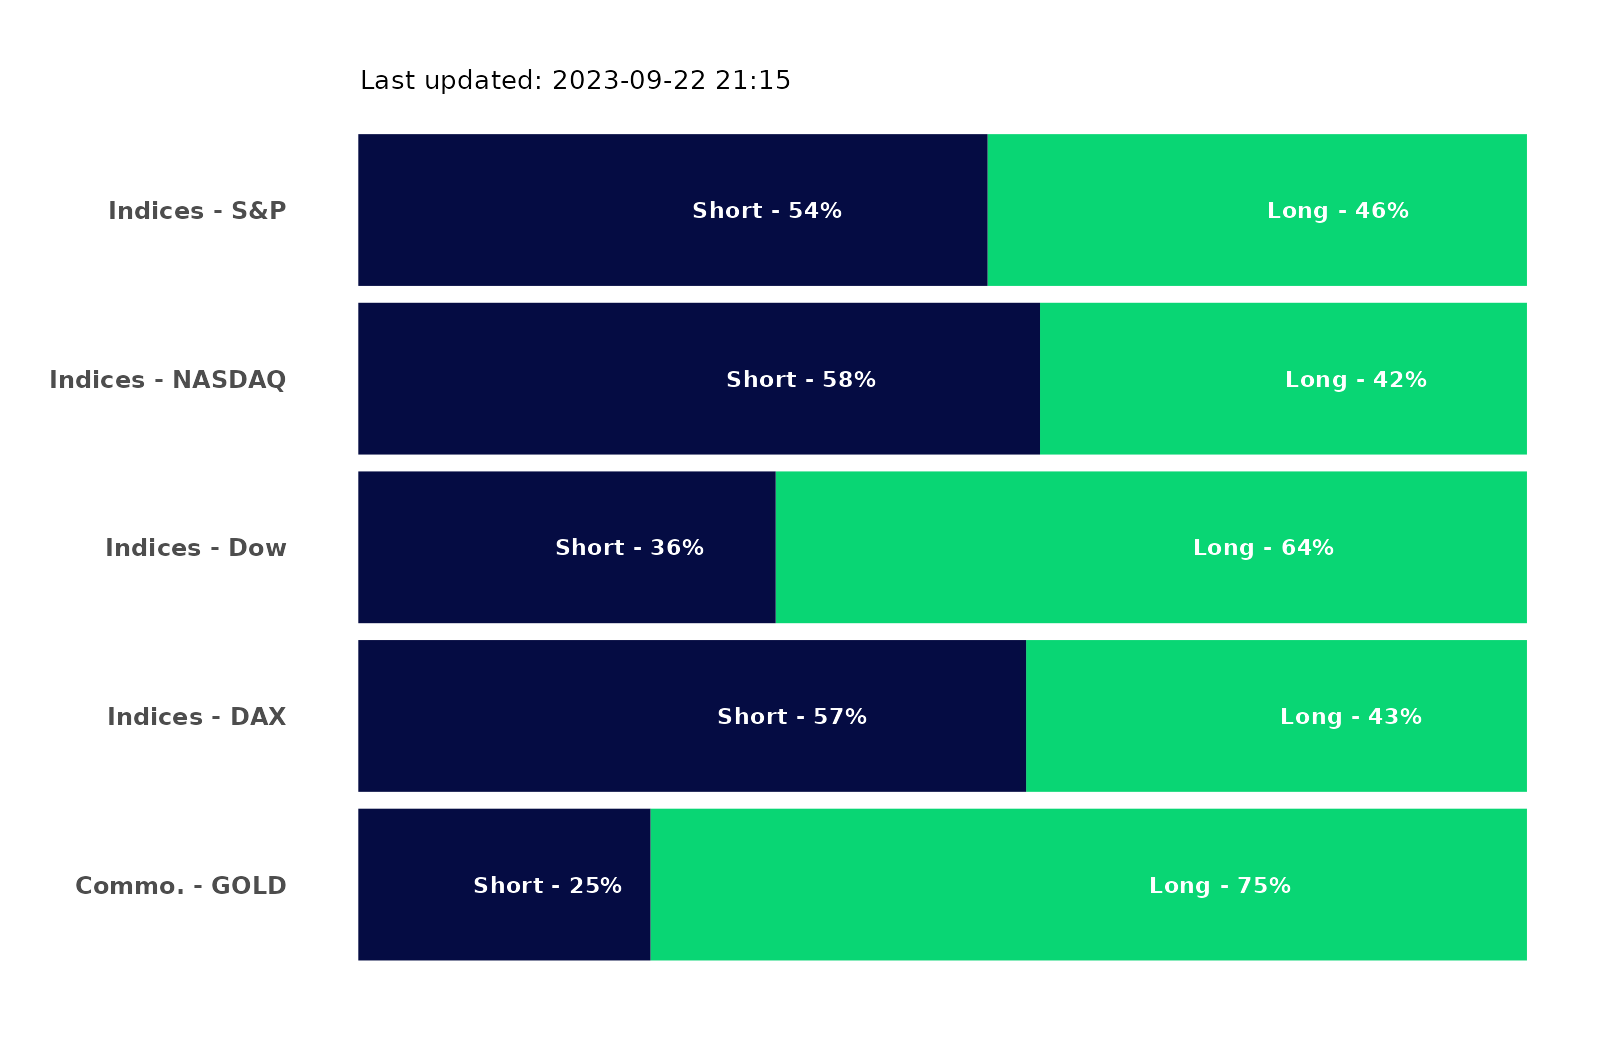 Last updated: 2023-09-22 21:15
Indices - S&P Short - 54% Long - 46%
Indices - NASDAQ Short - 58% Long - 42%
Indices - Dow Short - 36% Long - 64%
Indices - DAX Short - 57% Long - 43%
Commo. - GOLD Short - 25% Long - 75%